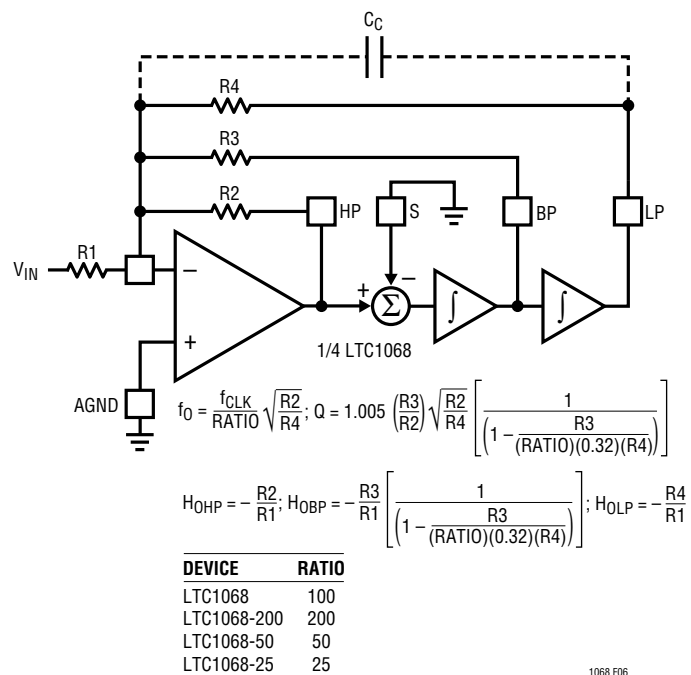 C_C
R4
R3
R2
HP
S
BP
LP
R1
V_IN
−
+
+
−
Σ
∫
∫
1/4 LTC1068
AGND
f_O = f_CLK/RATIO √(R2/R4); Q = 1.005 (R3/R2) √(R2/R4) [1/(1 − R3/((RATIO)(0.32)(R4)))]
H_OHP = − R2/R1; H_OBP = − R3/R1 [1/(1 − R3/((RATIO)(0.32)(R4)))]; H_OLP = − R4/R1
DEVICE RATIO
LTC1068 100
LTC1068-200 200
LTC1068-50 50
LTC1068-25 25
1068 F06